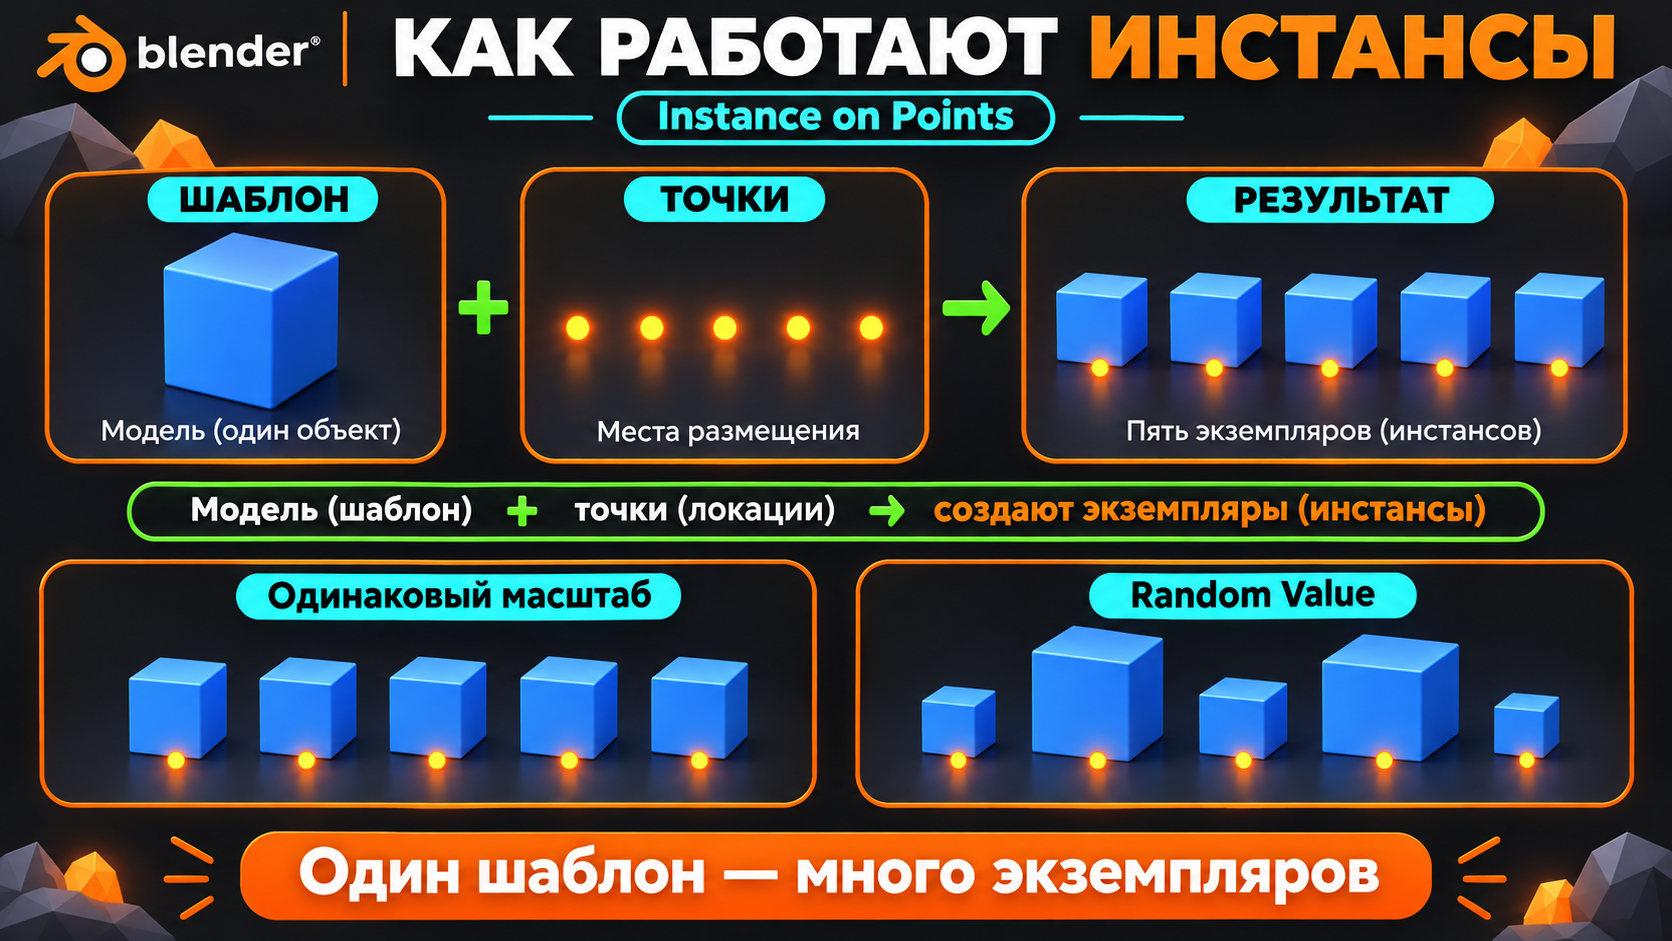 blender®
КАК РАБОТАЮТ ИНСТАНСЫ
Instance on Points
ШАБЛОН
Модель (один объект)
ТОЧКИ
Места размещения
РЕЗУЛЬТАТ
Пять экземпляров (инстансов)
Модель (шаблон) + точки (локации) → создают экземпляры (инстансы)
Одинаковый масштаб
Random Value
Один шаблон — много экземпляров